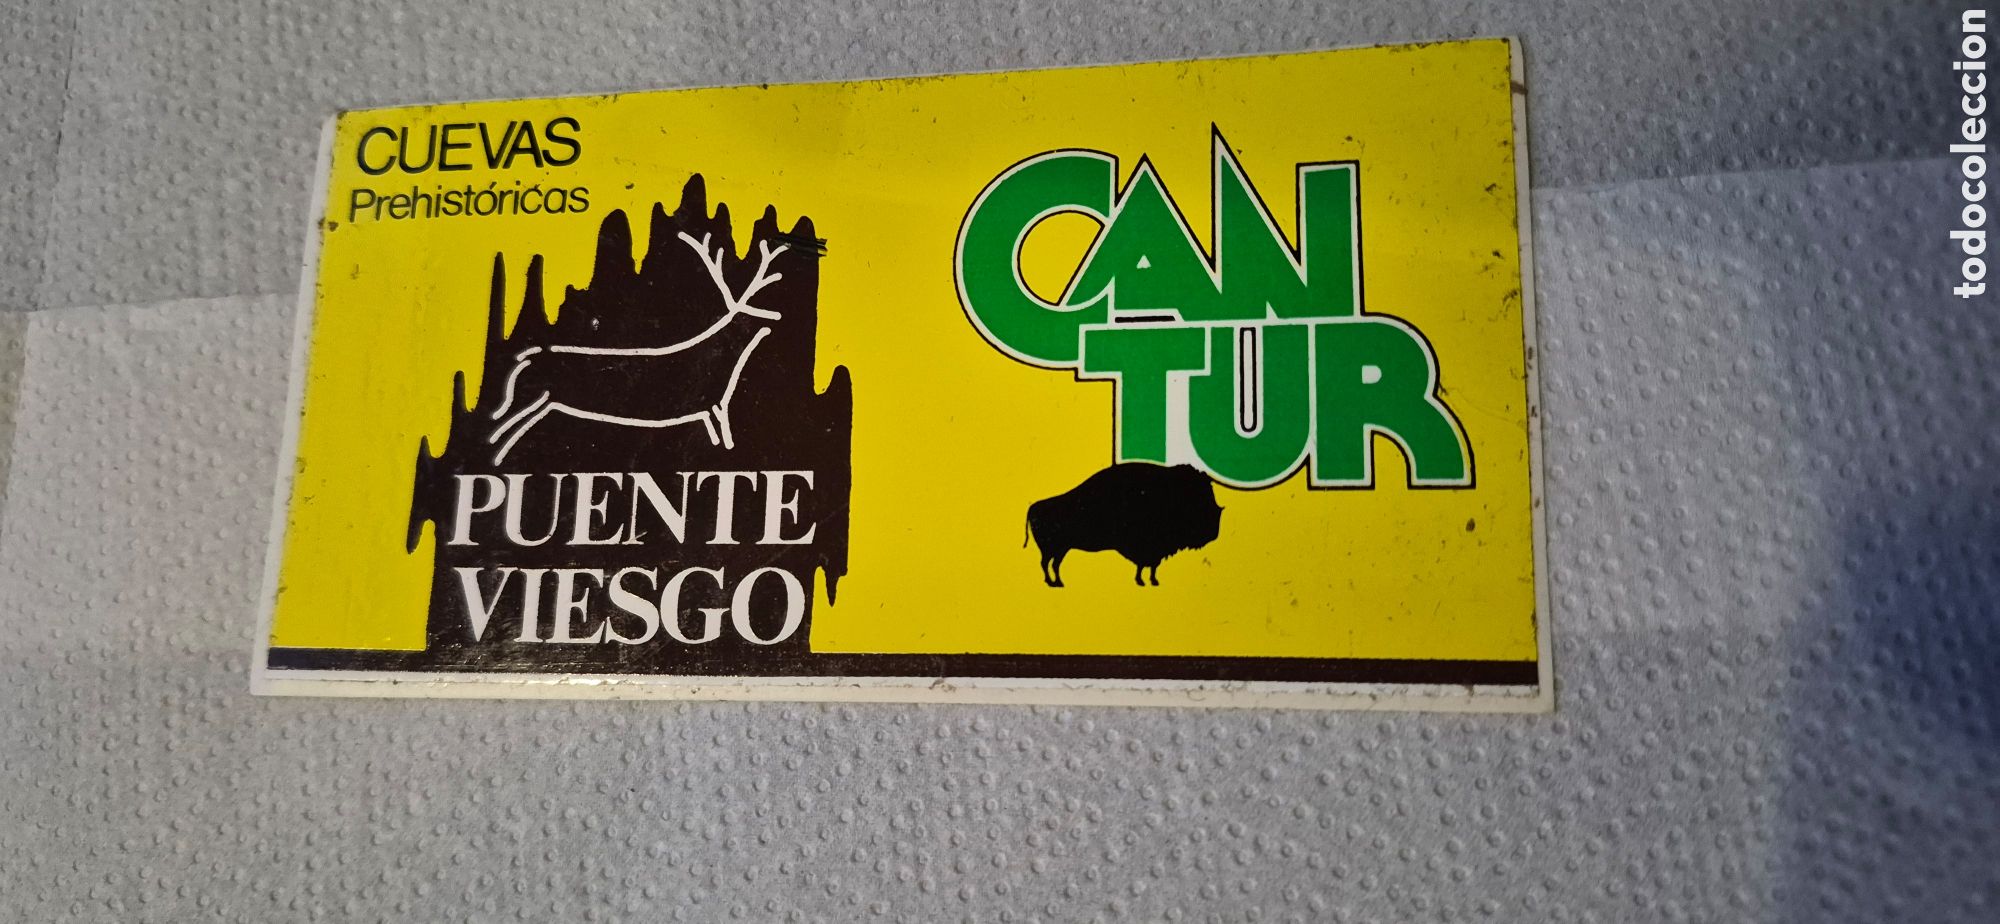 CUEVAS
Prehistóricas
PUENTE
VIESGO
CAN
TUR
todocoleccion